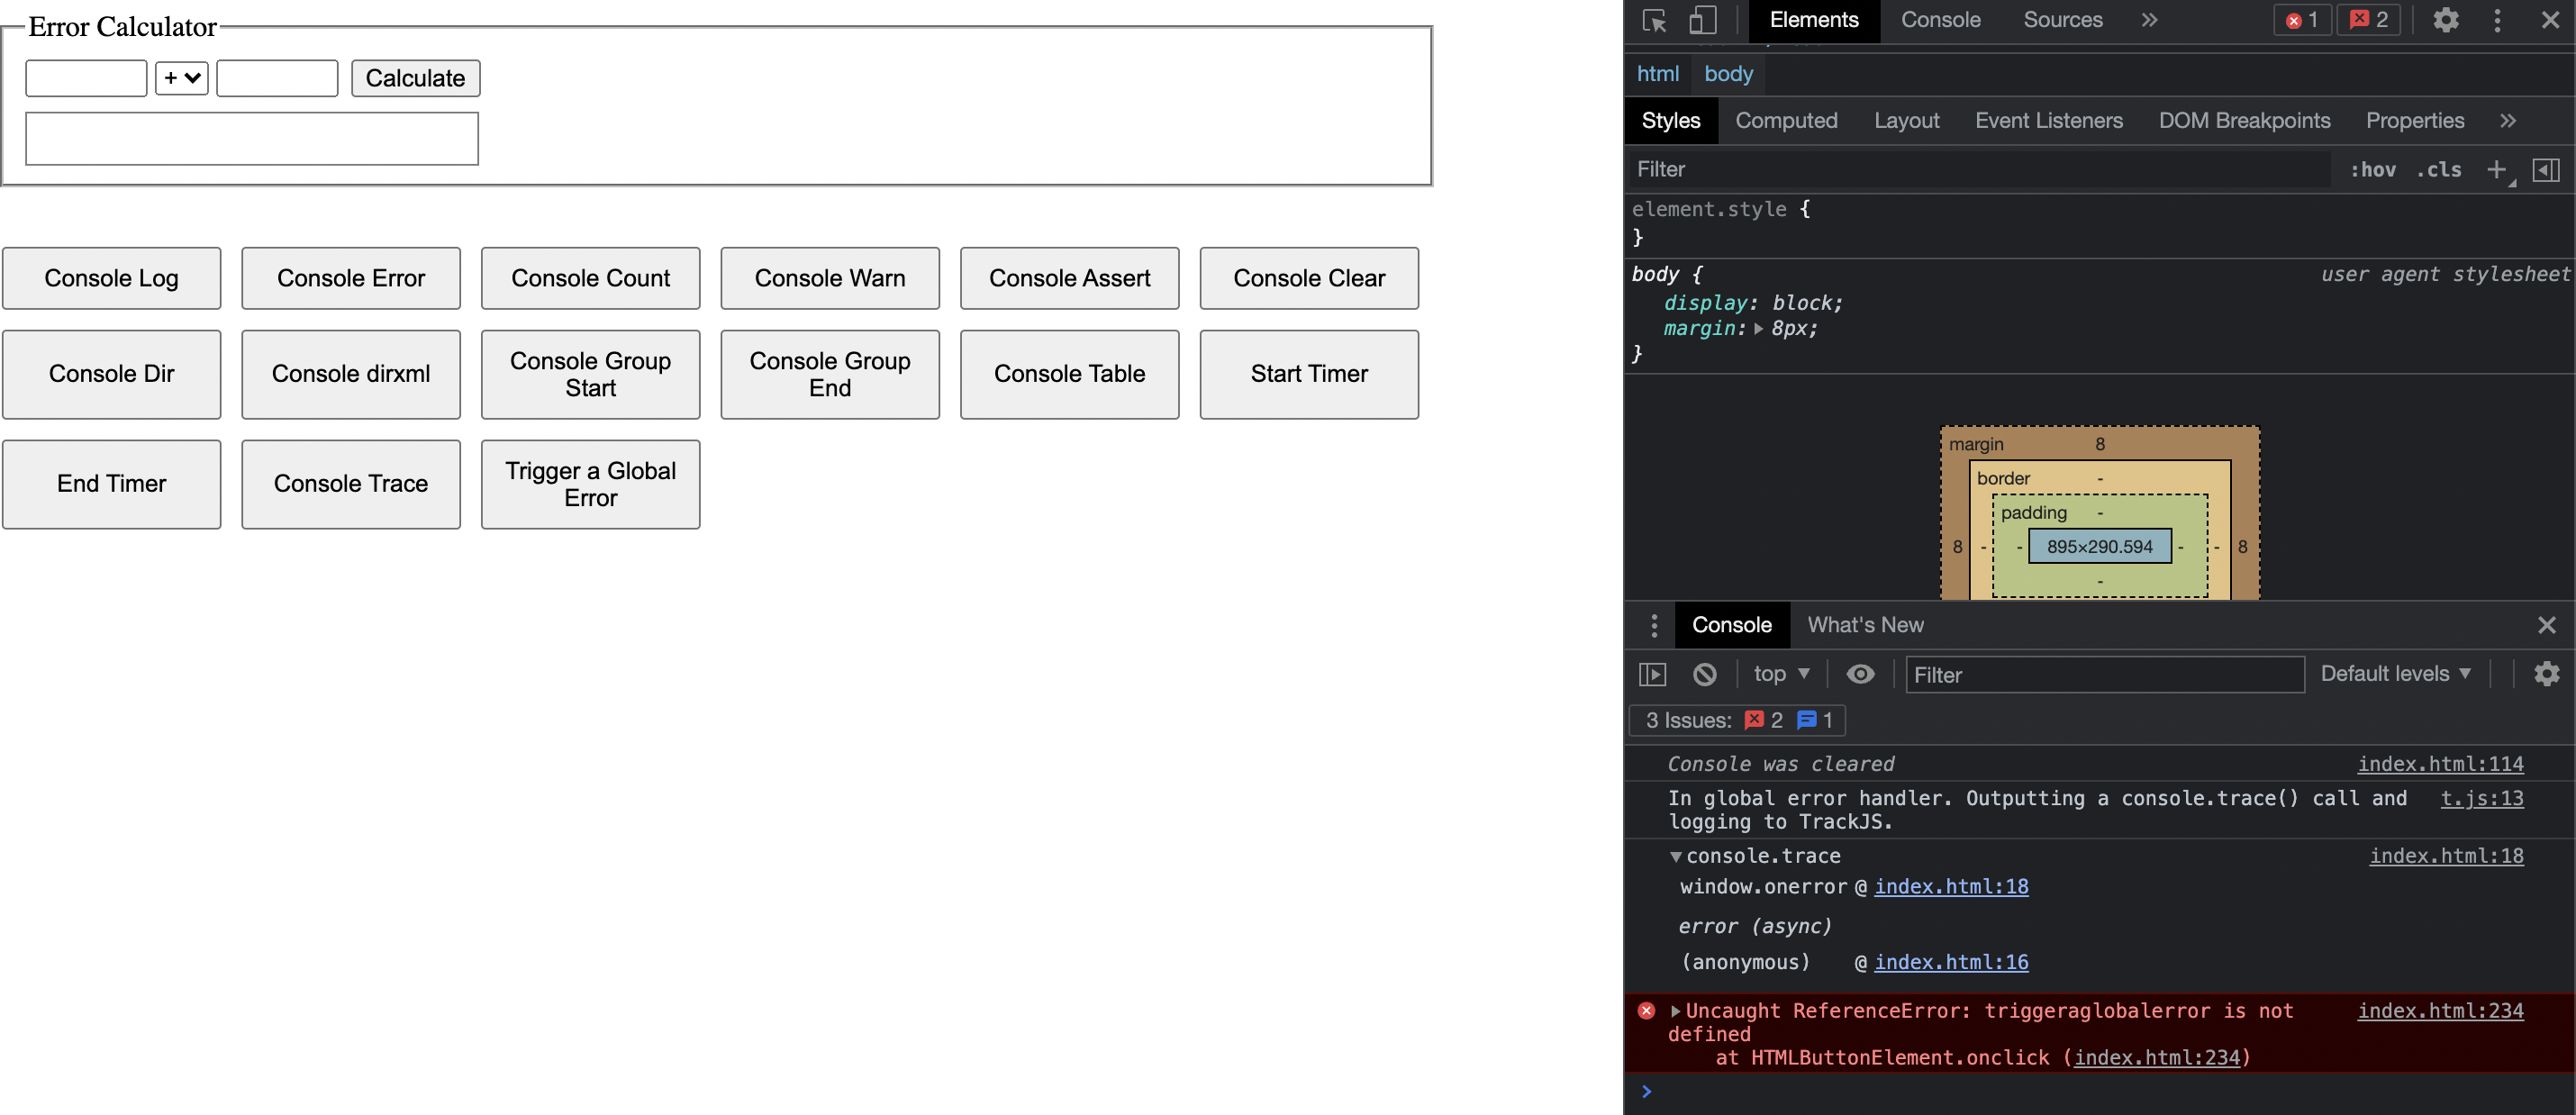 Error Calculator
+ Calculate
Console Log Console Error Console Count Console Warn Console Assert Console Clear
Console Dir Console dirxml Console Group Start Console Group End Console Table Start Timer
End Timer Console Trace Trigger a Global Error
Elements Console Sources » 1 2
html body
Styles Computed Layout Event Listeners DOM Breakpoints Properties »
Filter :hov .cls +
element.style {
}
body { user agent stylesheet
display: block;
margin: 8px;
}
margin 8
border -
padding -
8 - - 895×290.594 - - 8
-
Console What's New
top Filter Default levels
3 Issues: 2 1
Console was cleared index.html:114
In global error handler. Outputting a console.trace() call and t.js:13
logging to TrackJS.
console.trace index.html:18
window.onerror @ index.html:18
error (async)
(anonymous) @ index.html:16
Uncaught ReferenceError: triggeraglobalerror is not index.html:234
defined
at HTMLButtonElement.onclick (index.html:234)
>